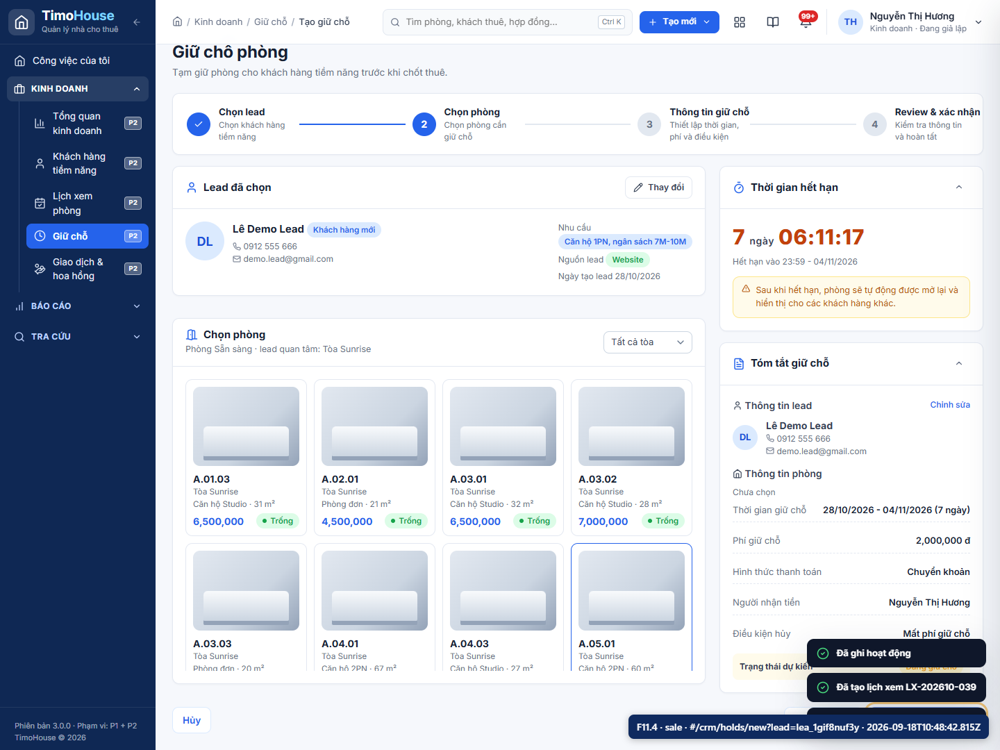 TimoHouse
Quản lý nhà cho thuê
Công việc của tôi
KINH DOANH
Tổng quan
kinh doanh
P2
Khách hàng
tiềm năng
P2
Lịch xem
phòng
P2
Giữ chỗ
P2
Giao dịch &
hoa hồng
P2
BÁO CÁO
TRA CỨU
Phiên bản 3.0.0 · Phạm vi: P1 + P2
TimoHouse © 2026
/ Kinh doanh / Giữ chỗ / Tạo giữ chỗ
Tìm phòng, khách thuê, hợp đồng...
Ctrl K
Tạo mới
99+
TH
Nguyễn Thị Hương
Kinh doanh · Đang giả lập
Giữ chỗ phòng
Tạm giữ phòng cho khách hàng tiềm năng trước khi chốt thuê.
Chọn lead
Chọn khách hàng
tiềm năng
2
Chọn phòng
Chọn phòng cần
giữ chỗ
3
Thông tin giữ chỗ
Thiết lập thời gian,
phí và điều kiện
4
Review & xác nhận
Kiểm tra thông tin
và hoàn tất
Lead đã chọn
Thay đổi
DL
Lê Demo Lead
Khách hàng mới
0912 555 666
demo.lead@gmail.com
Nhu cầu
Căn hộ 1PN, ngân sách 7M-10M
Nguồn lead Website
Ngày tạo lead 28/10/2026
Chọn phòng
Phòng Sẵn sàng · lead quan tâm: Tòa Sunrise
Tất cả tòa
A.01.03
Tòa Sunrise
Căn hộ Studio · 31 m²
6,500,000
Trống
A.02.01
Tòa Sunrise
Phòng đơn · 21 m²
4,500,000
Trống
A.03.01
Tòa Sunrise
Căn hộ Studio · 32 m²
6,500,000
Trống
A.03.02
Tòa Sunrise
Căn hộ Studio · 28 m²
7,000,000
Trống
A.03.03
Tòa Sunrise
Phòng đơn · 20 m²
A.04.01
Tòa Sunrise
Căn hộ 2PN · 67 m²
A.04.03
Tòa Sunrise
Căn hộ Studio · 27 m²
A.05.01
Tòa Sunrise
Căn hộ 2PN · 60 m²
Hủy
Thời gian hết hạn
7 ngày 06:11:17
Hết hạn vào 23:59 - 04/11/2026
Sau khi hết hạn, phòng sẽ tự động được mở lại và
hiển thị cho các khách hàng khác.
Tóm tắt giữ chỗ
Thông tin lead
Chỉnh sửa
DL
Lê Demo Lead
0912 555 666
demo.lead@gmail.com
Thông tin phòng
Chưa chọn
Thời gian giữ chỗ
28/10/2026 - 04/11/2026 (7 ngày)
Phí giữ chỗ
2,000,000 đ
Hình thức thanh toán
Chuyển khoản
Người nhận tiền
Nguyễn Thị Hương
Điều kiện hủy
Mất phí giữ chỗ
Trạng thái dự kiến
Đã ghi hoạt động
Đã tạo lịch xem LX-202610-039
F11.4 · sale · #/crm/holds/new?lead=lea_1gif8nuf3y · 2026-09-18T10:48:42.815Z